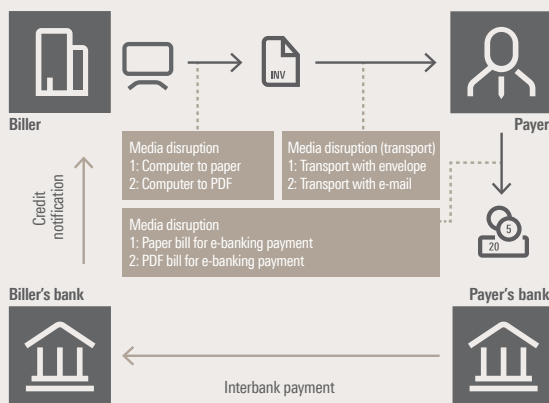 INV
Biller
Payer
Media disruption
1: Computer to paper
2: Computer to PDF
Media disruption (transport)
1: Transport with envelope
2: Transport with e-mail
Credit
notification
Media disruption
1: Paper bill for e-banking payment
2: PDF bill for e-banking payment
5
20
Biller's bank
Payer's bank
Interbank payment